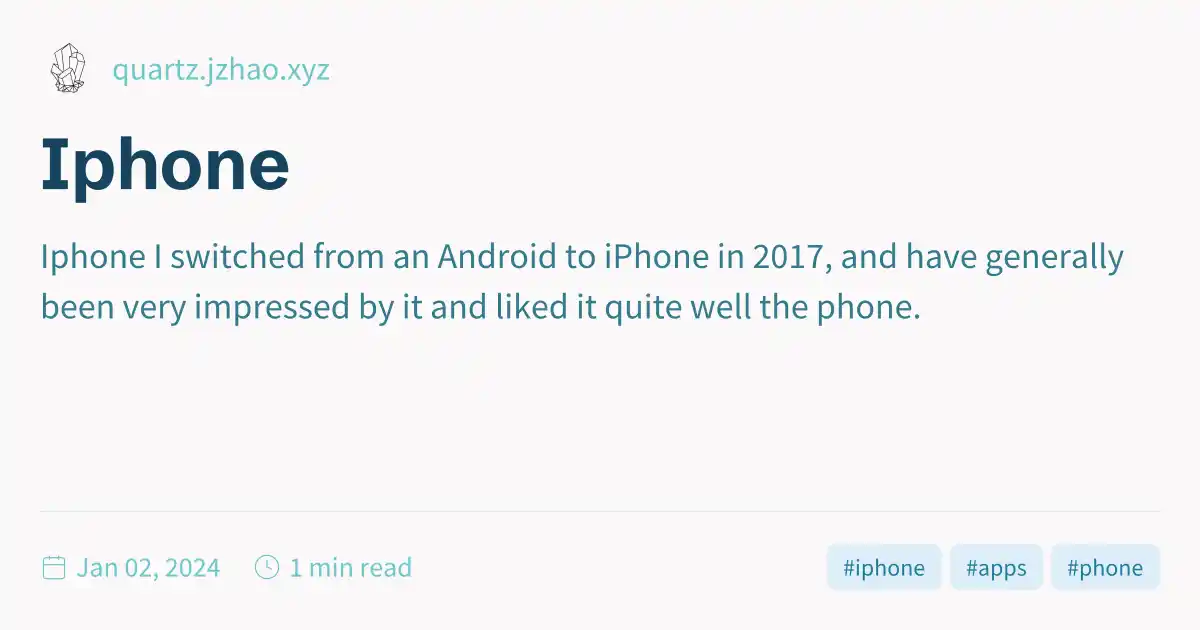 quartz.jzhao.xyz
Iphone
Iphone I switched from an Android to iPhone in 2017, and have generally
been very impressed by it and liked it quite well the phone.
Jan 02, 2024 1 min read #iphone #apps #phone